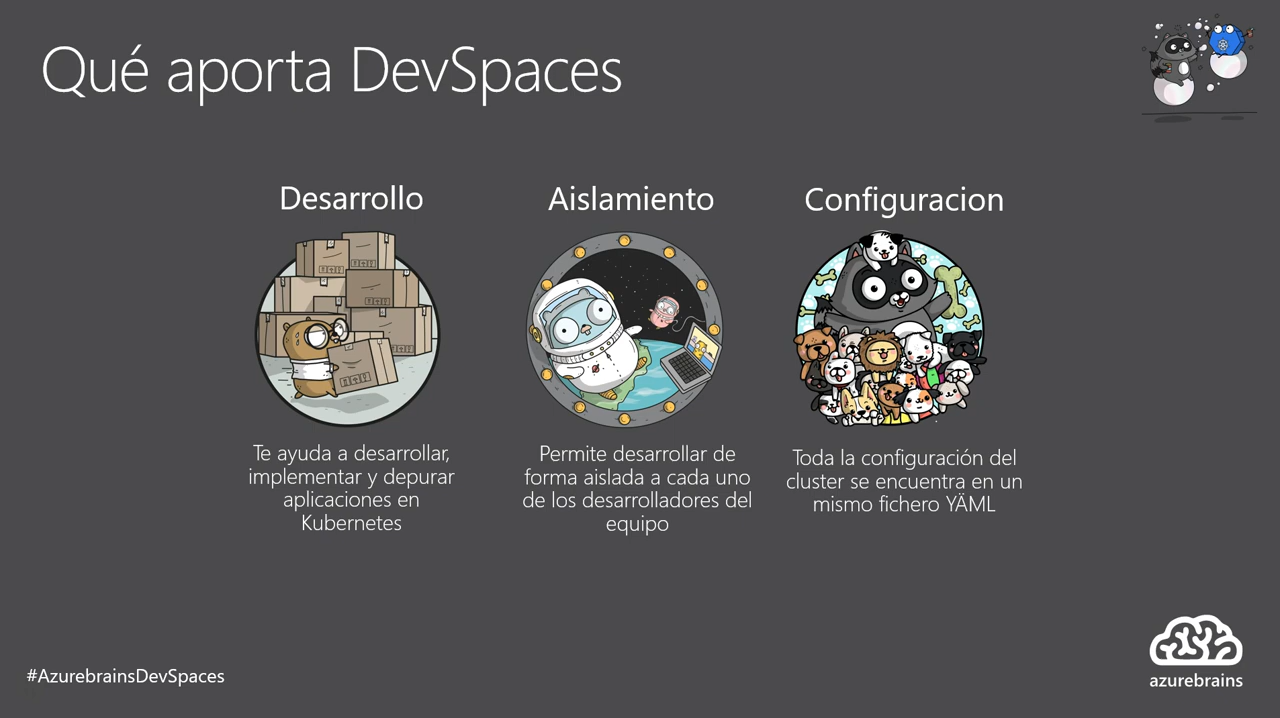 Qué aporta DevSpaces
Desarrollo
Te ayuda a desarrollar,
implementar y depurar
aplicaciones en
Kubernetes
Aislamiento
Permite desarrollar de
forma aislada a cada uno
de los desarrolladores del
equipo
Configuracion
Toda la configuración del
cluster se encuentra en un
mismo fichero YÄML
#AzurebrainsDevSpaces
azurebrains